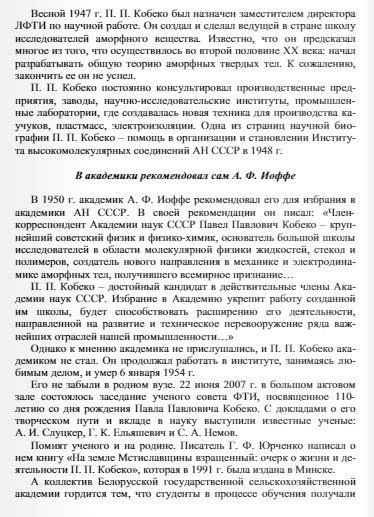 Весной 1947 г. П. П. Кобеко был назначен заместителем директора
ЛФТИ по научной работе. Он создал и сделал ведущей в стране школу
исследователей аморфного вещества. Известно, что он предсказал
многое из того, что осуществилось во второй половине XX века: начал
разрабатывать общую теорию аморфных твердых тел. К сожалению,
закончить ее он не успел.
П. П. Кобеко постоянно консультировал производственные пред-
приятия, заводы, научно-исследовательские институты, промышлен-
ные лаборатории, где создавалась новая техника для производства ка-
учуков, пластмасс, электроизоляции. Одна из страниц научной био-
графии П. П. Кобеко – помощь в организации и становлении Институ-
та высокомолекулярных соединений АН СССР в 1948 г.
В академики рекомендовал сам А. Ф. Иоффе
В 1950 г. академик А. Ф. Иоффе рекомендовал его для избрания в
академики АН СССР. В своей рекомендации он писал: «Член-
корреспондент Академии наук СССР Павел Павлович Кобеко – круп-
нейший советский физик и физико-химик, основатель большой школы
исследователей в области молекулярной физики жидкостей, стекол и
полимеров, создатель нового направления в механике и электродина-
мике аморфных тел, получившего всемирное признание…
П. П. Кобеко – достойный кандидат в действительные члены Ака-
демии наук СССР. Избрание в Академию укрепит работу созданной
им школы, будет способствовать расширению его деятельности,
направленной на развитие и техническое перевооружение ряда важ-
нейших отраслей нашей промышленности…»
Однако к мнению академика не прислушались, и П. П. Кобеко ака-
демиком не стал. Он продолжал работать в институте, занимаясь лю-
бимым делом, и умер 6 января 1954 г.
Его не забыли в родном вузе. 22 июня 2007 г. в большом актовом
зале состоялось заседание ученого совета ФТИ, посвященное 110-
летию со дня рождения Павла Павловича Кобеко. С докладами о его
творческом пути и вкладе в науку выступили известные ученые:
А. И. Слуцкер, Г. К. Ельяшевич и С. А. Немов.
Помнят ученого и на родине. Писатель Г. Ф. Юрченко написал о
нем книгу «На земле Мстиславщины взращенный: очерк о жизни и де-
ятельности П. П. Кобеко», которая в 1991 г. была издана в Минске.
А коллектив Белорусской государственной сельскохозяйственной
академии гордится тем, что студенты в процессе обучения получали